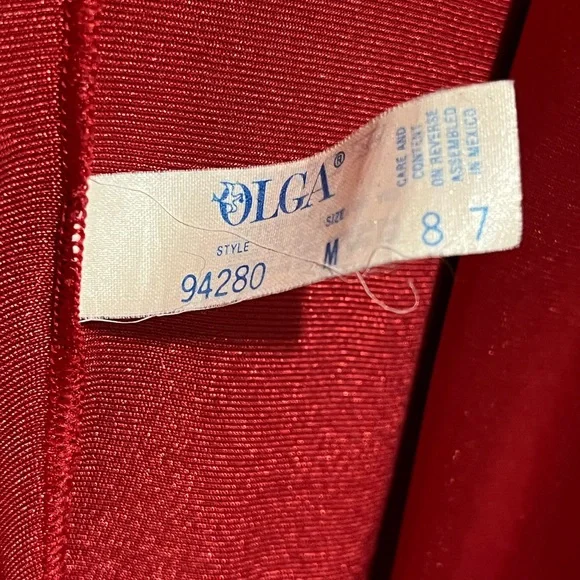 OLGA®
STYLE
94280
SIZE
M
CARE AND
CONTENT
ON REVERSE
ASSEMBLED
IN MEXICO
8 7